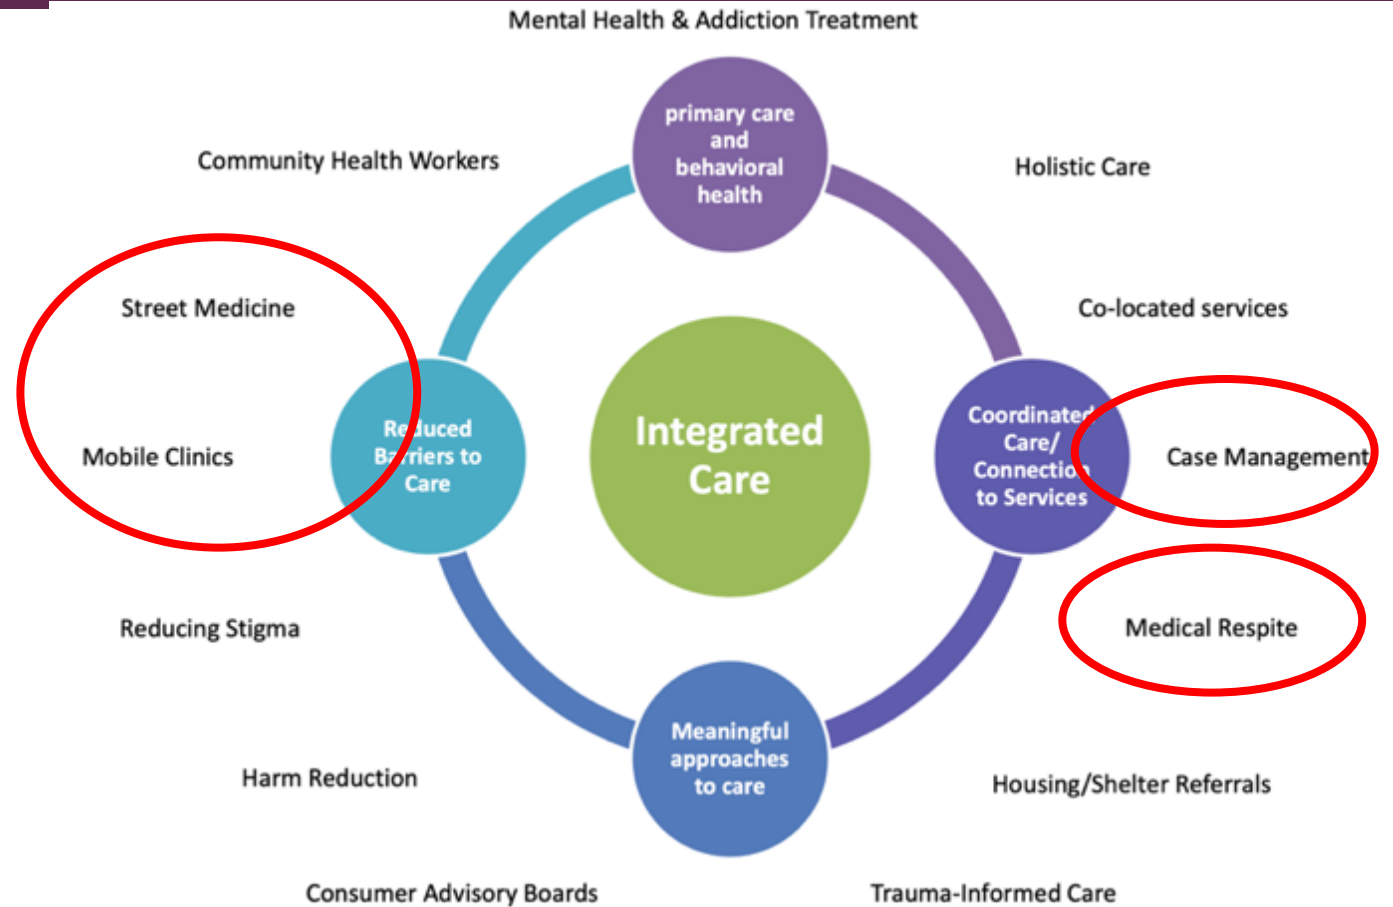 Mental Health & Addiction Treatment
primary care
and
behavioral
health
Community Health Workers
Holistic Care
Street Medicine
Co-located services
Integrated
Care
Reduced
Barriers to
Care
Coordinated
Care/
Connection
to Services
Mobile Clinics
Case Management
Reducing Stigma
Medical Respite
Meaningful
approaches
to care
Harm Reduction
Housing/Shelter Referrals
Consumer Advisory Boards
Trauma-Informed Care